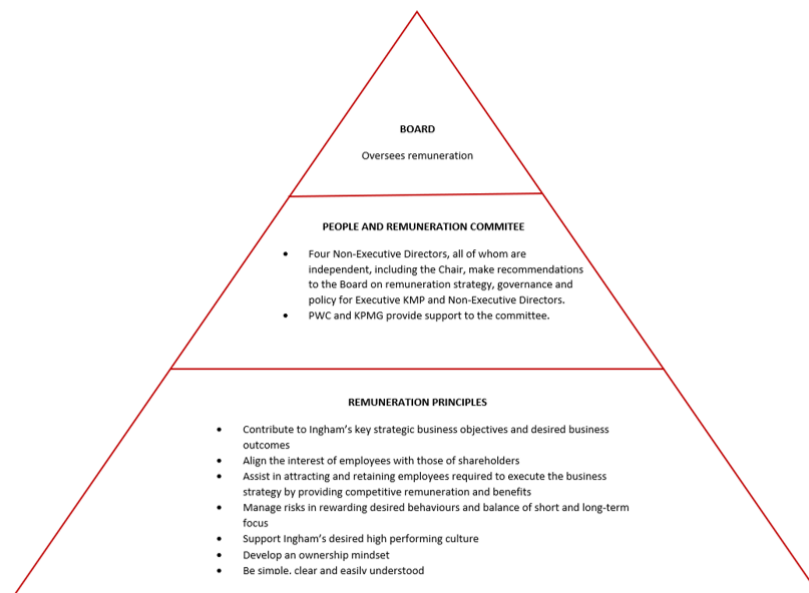 BOARD
Oversees remuneration
PEOPLE AND REMUNERATION COMMITEE
• Four Non-Executive Directors, all of whom are
independent, including the Chair, make recommendations
to the Board on remuneration strategy, governance and
policy for Executive KMP and Non-Executive Directors.
• PWC and KPMG provide support to the committee.
REMUNERATION PRINCIPLES
• Contribute to Ingham's key strategic business objectives and desired business
outcomes
• Align the interest of employees with those of shareholders
• Assist in attracting and retaining employees required to execute the business
strategy by providing competitive remuneration and benefits
• Manage risks in rewarding desired behaviours and balance of short and long-term
focus
• Support Ingham's desired high performing culture
• Develop an ownership mindset
• Be simple, clear and easily understood